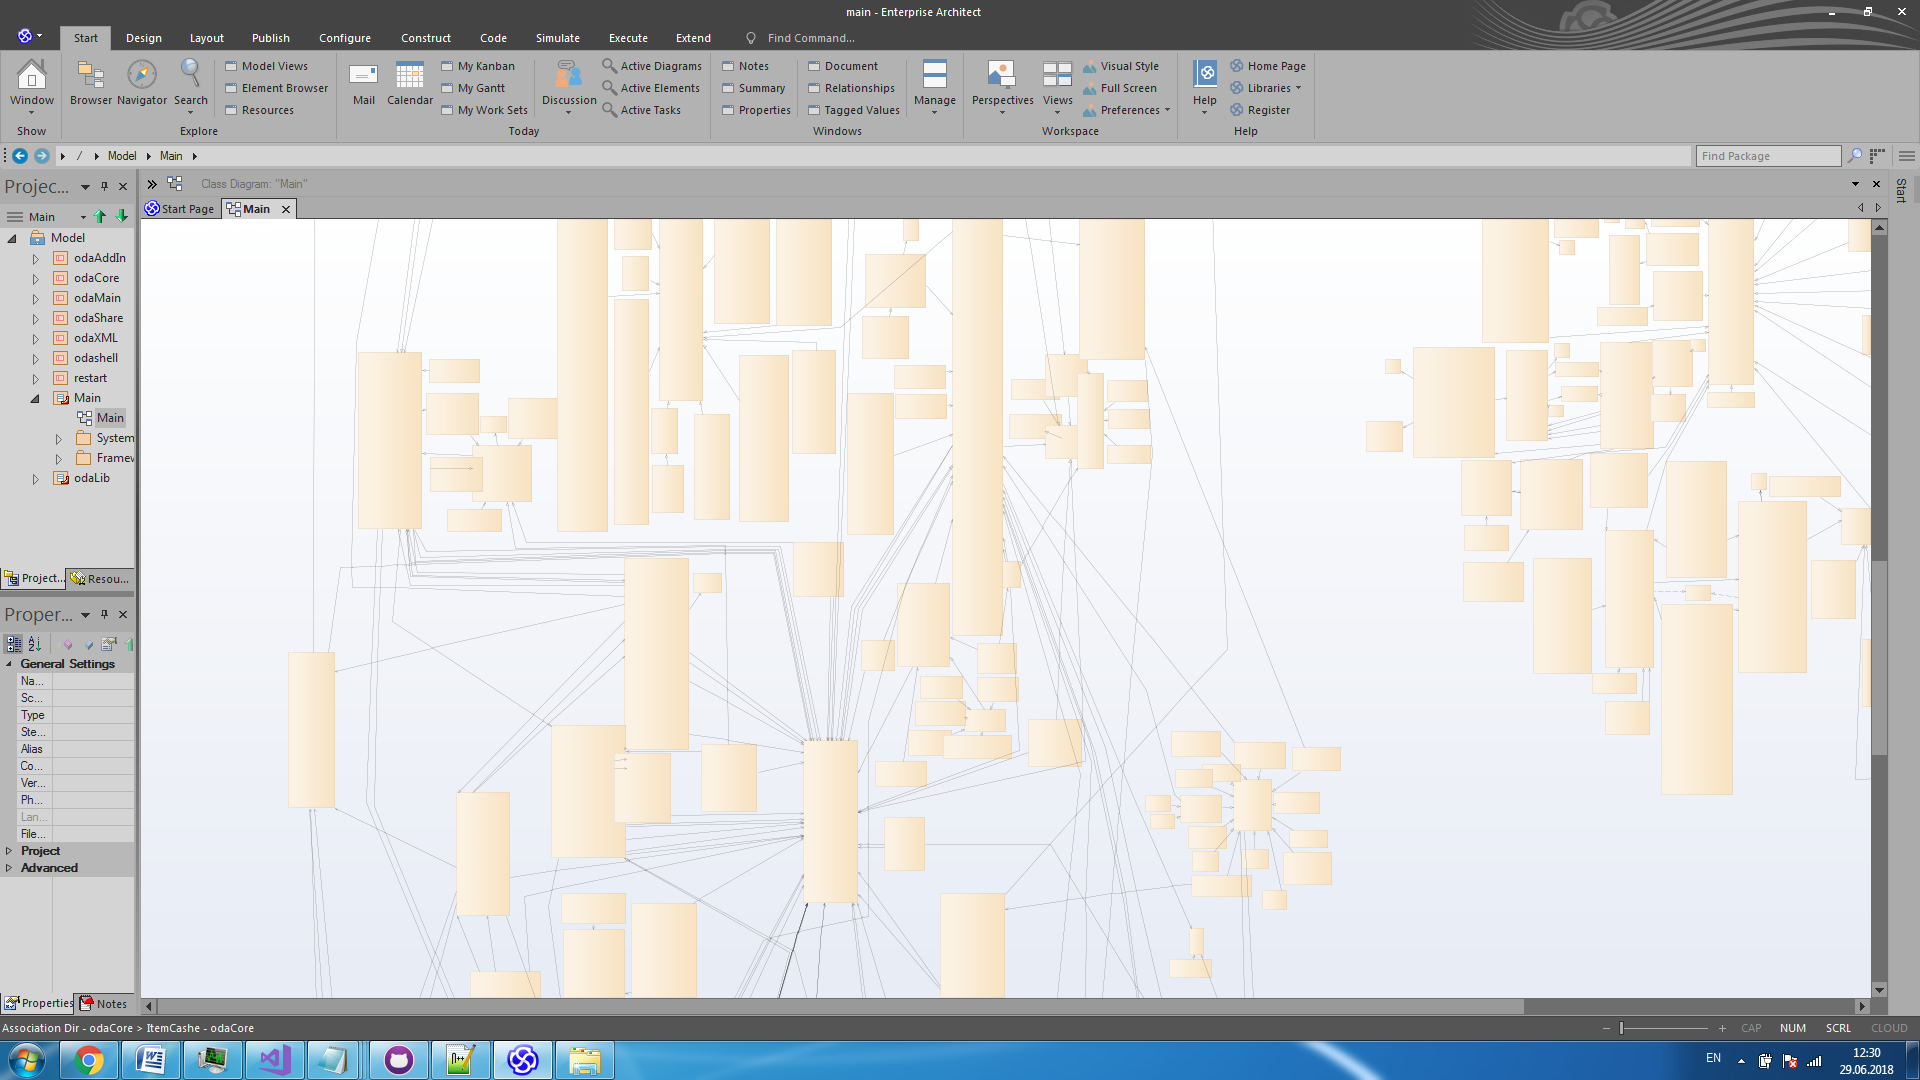 main - Enterprise Architect
Start Design Layout Publish Configure Construct Code Simulate Execute Extend Find Command...
Window
Show
Browser Navigator Search
Model Views
Element Browser
Resources
Explore
Mail Calendar
My Kanban
My Gantt
My Work Sets
Discussion
Active Diagrams
Active Elements
Active Tasks
Today
Notes
Summary
Properties
Document
Relationships
Tagged Values
Manage
Windows
Perspectives Views
Visual Style
Full Screen
Preferences
Workspace
Help
Home Page
Libraries
Register
Help
/ Model Main
Find Package
Projec...
Class Diagram: "Main"
Start
Start Page Main
Main
Model
odaAddIn
odaCore
odaMain
odaShare
odaXML
odashell
restart
Main
Main
System
Framew
odaLib
Project... Resou...
Proper...
General Settings
Na...
Sc...
Type
Ste...
Alias
Co...
Ver...
Ph...
Lan...
File...
Project
Advanced
Properties Notes
Association Dir - odaCore > ItemCashe - odaCore
CAP NUM SCRL CLOUD
EN
12:30
29.06.2018